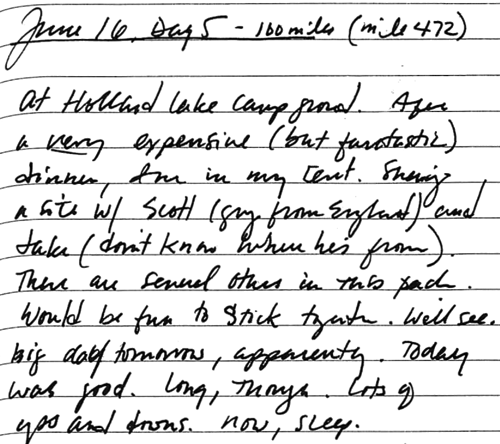 June 16, Day 5 - 100 miles (mile 472)
At Holland Lake Campground. After
a very expensive (but fantastic)
dinner, I'm in my tent. Sharing
a site w/ Scott (guy from England) and
Jake (don't know where he's from).
There are several others in this pack.
Would be fun to stick together. We'll see.
big day tomorrow, apparently. Today
was good. Long, though. Lots of
ups and downs. Now, sleep.